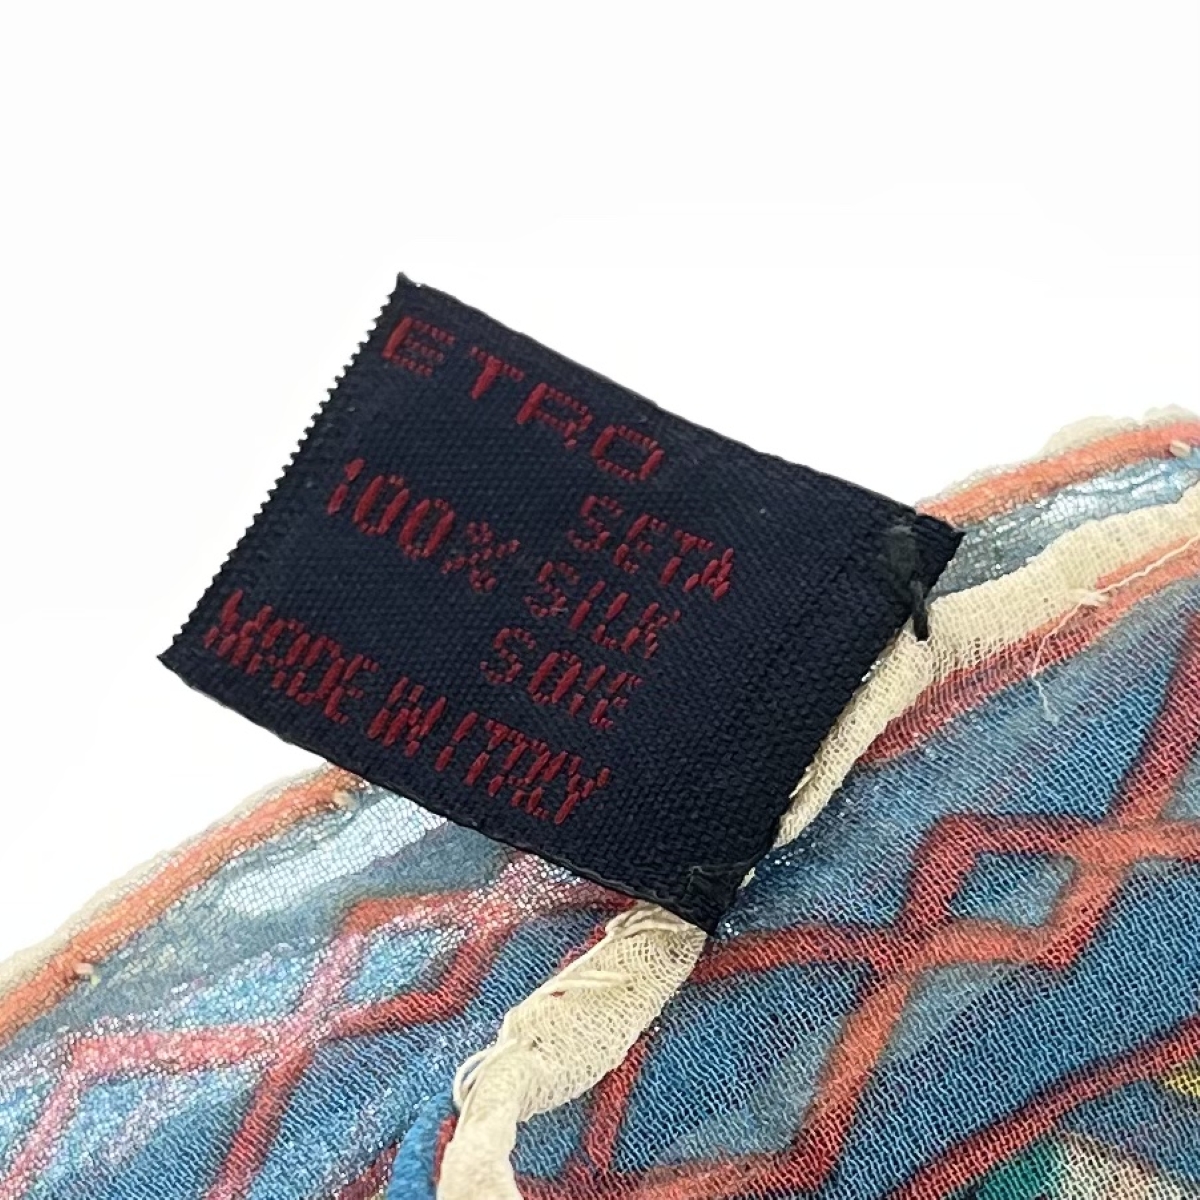 ETRO
SETA
100% SILK
SOIE
MADE IN ITALY